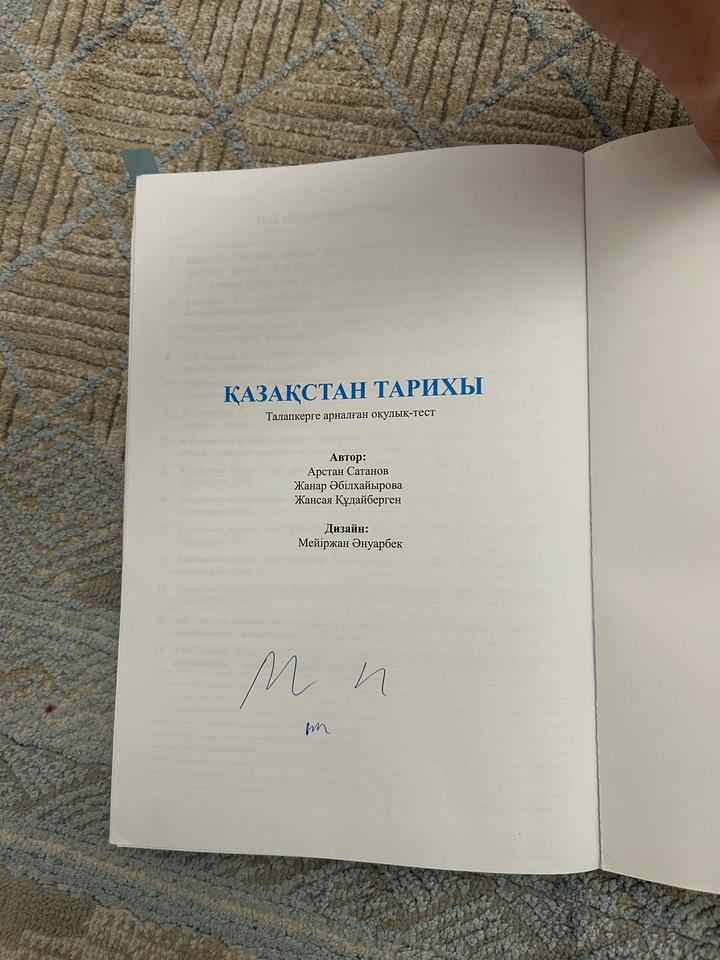 ҚАЗАҚСТАН ТАРИХЫ
Талапкерге арналған оқулық-тест
Автор:
Арстан Сатанов
Жанар Әбілхайырова
Жансая Құдайберген
Дизайн:
Мейіржан Әнуарбек